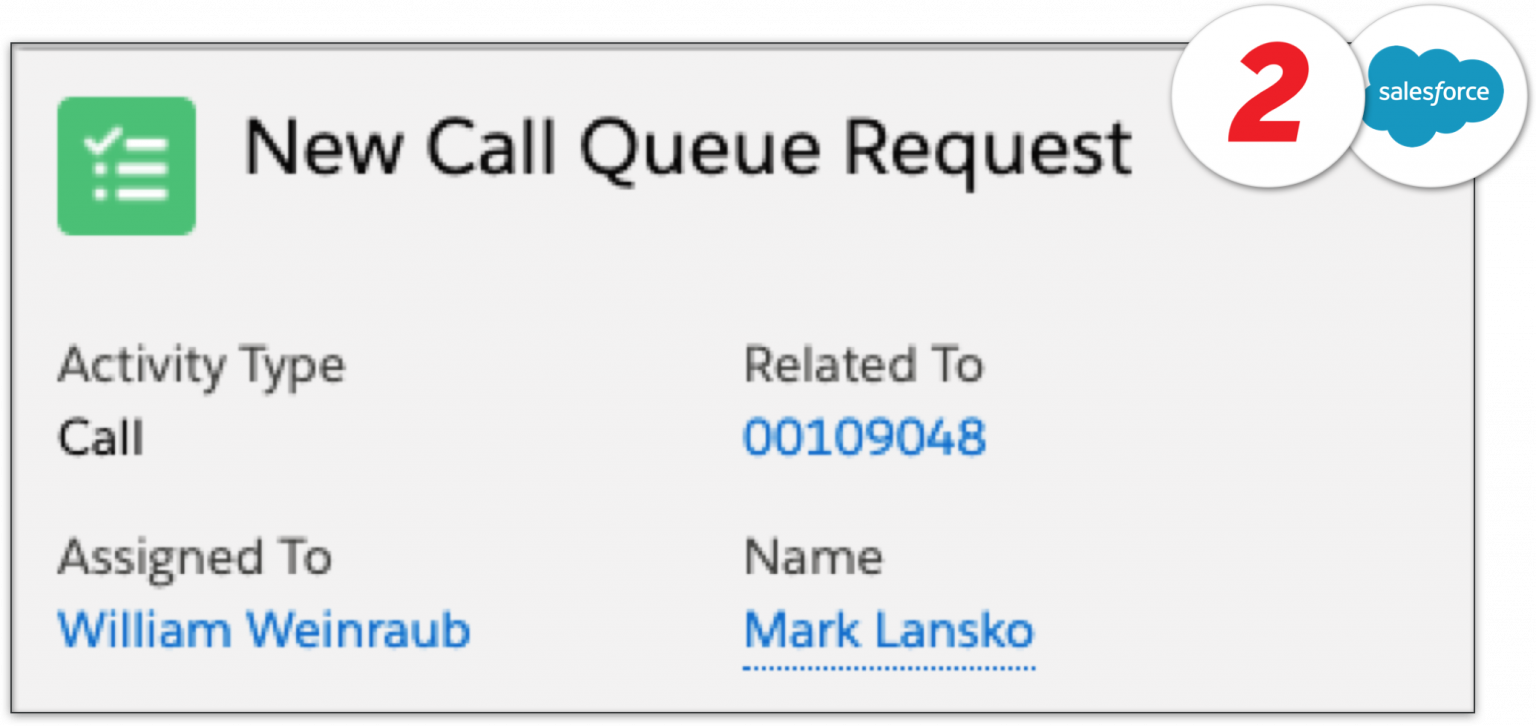 2
salesforce
New Call Queue Request
Activity Type
Call
Related To
00109048
Assigned To
William Weinraub
Name
Mark Lansko